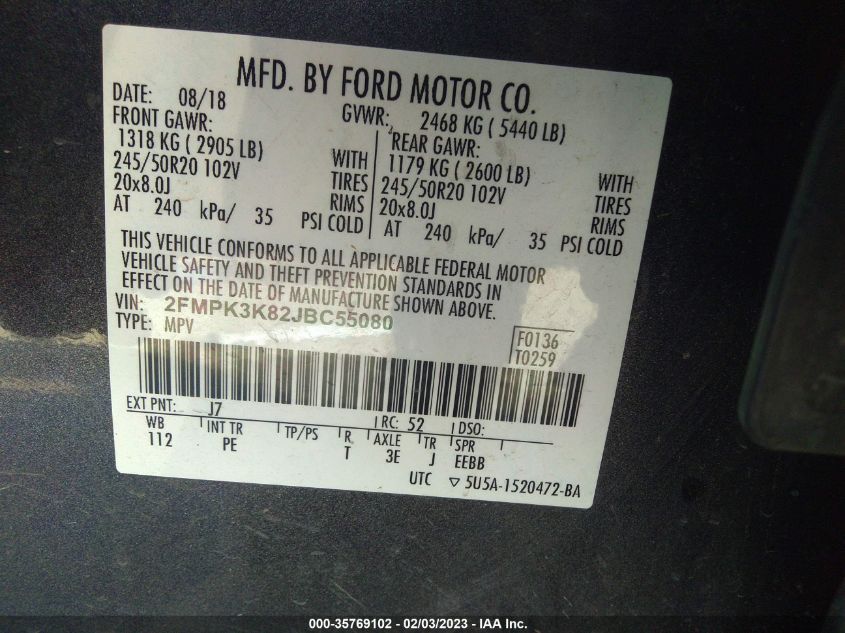 MFD. BY FORD MOTOR CO.
DATE: 08/18
GVWR: 2468 KG ( 5440 LB)
FRONT GAWR:
1318 KG ( 2905 LB)
245/50R20 102V WITH TIRES
20x8.0J RIMS
AT 240 kPa/ 35 PSI COLD
REAR GAWR:
1179 KG ( 2600 LB)
245/50R20 102V WITH TIRES
20x8.0J RIMS
AT 240 kPa/ 35 PSI COLD
THIS VEHICLE CONFORMS TO ALL APPLICABLE FEDERAL MOTOR
VEHICLE SAFETY AND THEFT PREVENTION STANDARDS IN
EFFECT ON THE DATE OF MANUFACTURE SHOWN ABOVE.
VIN: 2FMPK3K82JBC55080
TYPE: MPV
F0136
T0259
EXT PNT: J7 RC: 52 DSO:
WB INT TR TP/PS R AXLE TR SPR
112 PE T 3E J EEBB
UTC ▽ 5U5A-1520472-BA
000-35769102 - 02/03/2023 - IAA Inc.